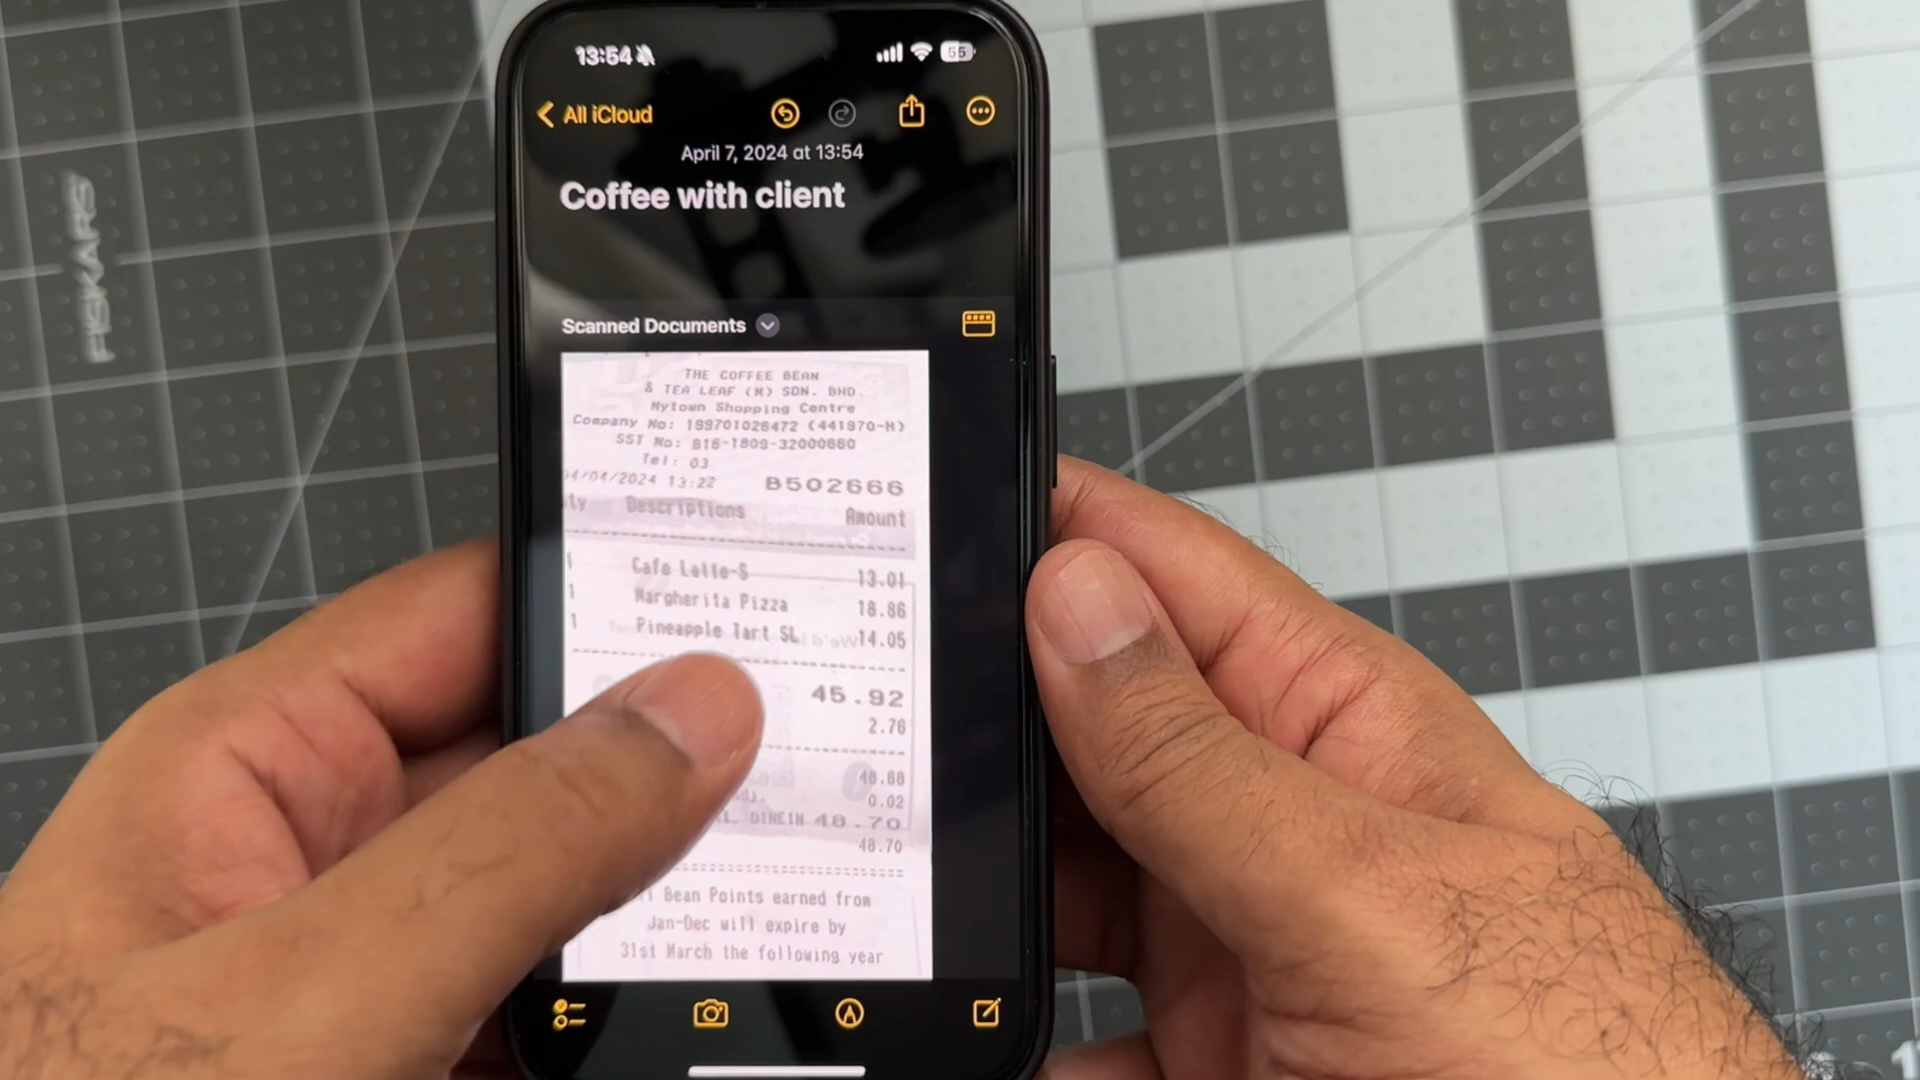 FISKARS
13:54 55
All iCloud
April 7, 2024 at 13:54
Coffee with client
Scanned Documents
THE COFFEE BEAN
& TEA LEAF (M) SDN. BHD.
Mytown Shopping Centre
Company No: 199701026472 (441970-H)
SST No: 816-1809-32000660
Tel: 03
04/04/2024 13:22 B502666
ty Descriptions Amount
1 Cafe Latte-S 13.01
1 Margherita Pizza 18.86
1 Pineapple Tart SL 14.05
45.92
2.76
48.68
0.02
DINEIN 48.70
48.70
Bean Points earned from
Jan-Dec will expire by
31st March the following year